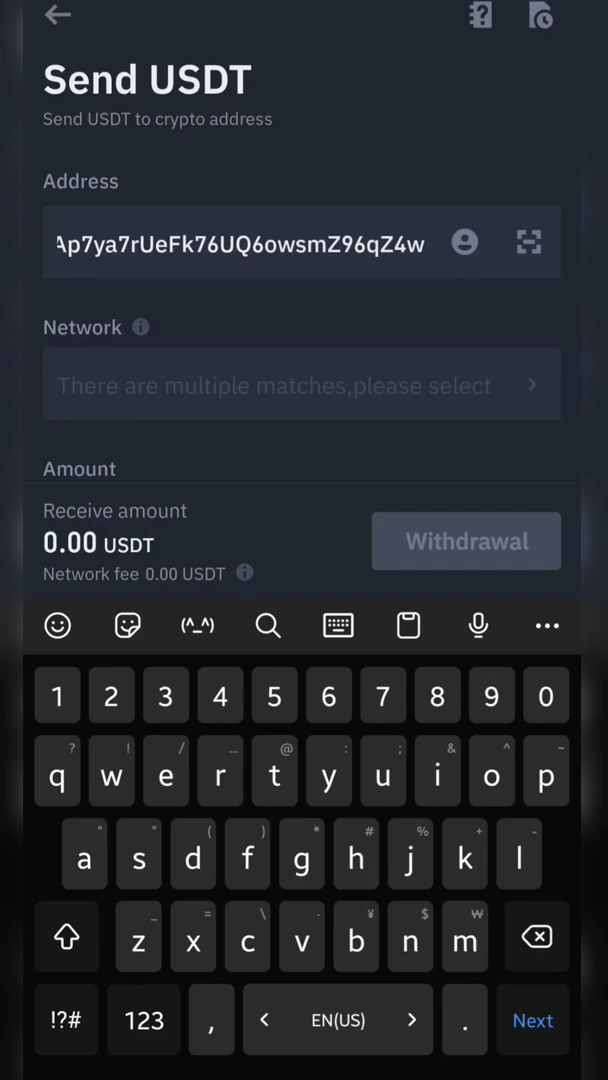 Send USDT
Send USDT to crypto address
Address
Ap7ya7rUeFk76UQ6owsmZ96qZ4w
Network
There are multiple matches,please select
Amount
Receive amount
0.00 USDT
Withdrawal
Network fee 0.00 USDT
(^_^)
1 2 3 4 5 6 7 8 9 0
? ! / … @ : ; & ^ ~
q w e r t y u i o p
" " ( ) * # % + -
a s d f g h j k l
_ = \ · ¥ $ ₩
z x c v b n m
!?# 123 , < EN(US) > . Next